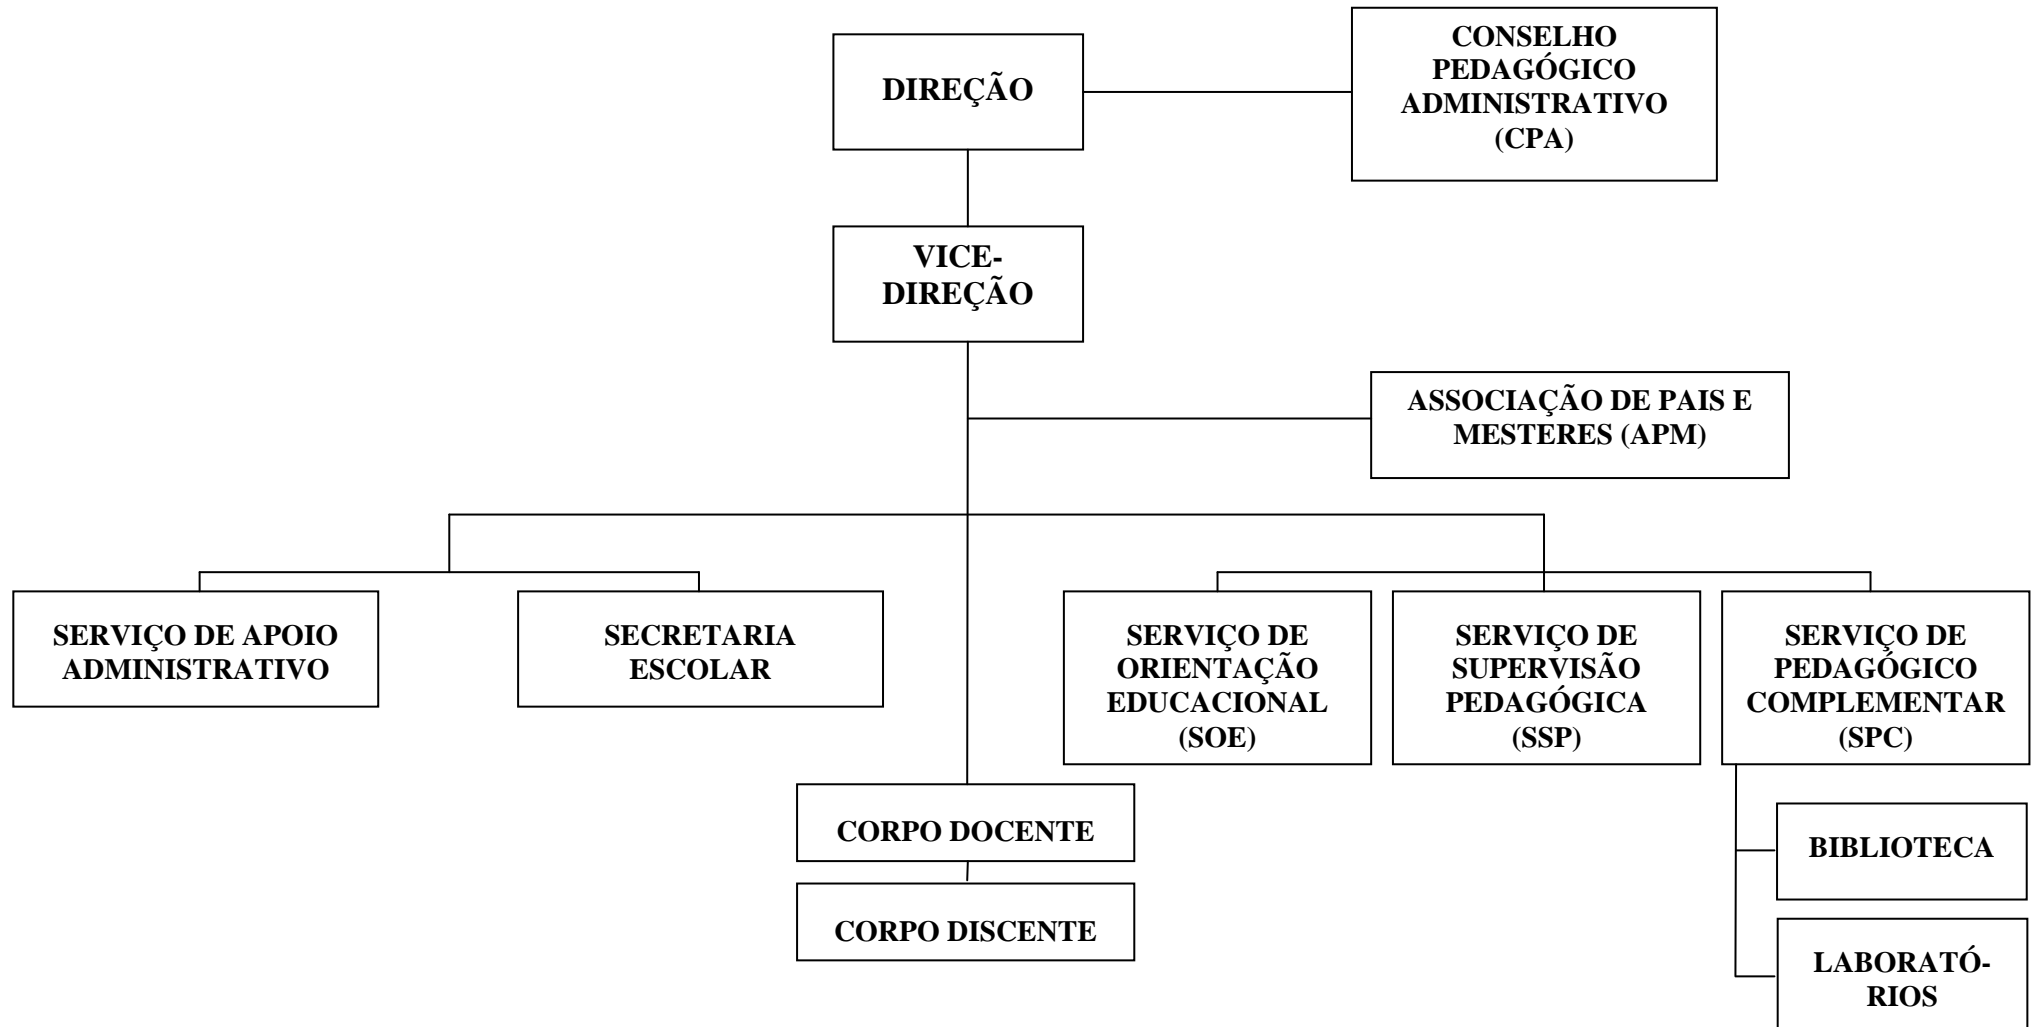 DIREÇÃO
CONSELHO
PEDAGÓGICO
ADMINISTRATIVO
(CPA)
VICE-
DIREÇÃO
ASSOCIAÇÃO DE PAIS E
MESTERES (APM)
SERVIÇO DE APOIO
ADMINISTRATIVO
SECRETARIA
ESCOLAR
SERVIÇO DE
ORIENTAÇÃO
EDUCACIONAL
(SOE)
SERVIÇO DE
SUPERVISÃO
PEDAGÓGICA
(SSP)
SERVIÇO DE
PEDAGÓGICO
COMPLEMENTAR
(SPC)
CORPO DOCENTE
CORPO DISCENTE
BIBLIOTECA
LABORATÓ-
RIOS